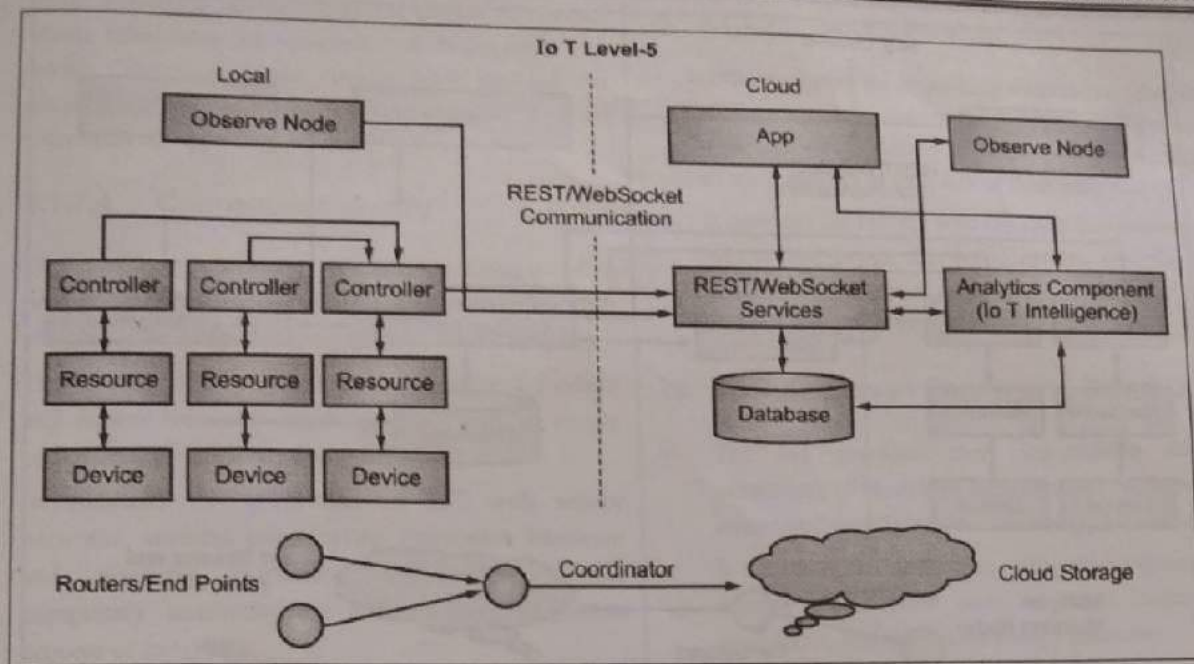 Io T Level-5
Local
Cloud
Observe Node
App
Observe Node
REST/WebSocket
Communication
Controller
Controller
Controller
REST/WebSocket
Services
Analytics Component
(Io T Intelligence)
Resource
Resource
Resource
Database
Device
Device
Device
Routers/End Points
Coordinator
Cloud Storage